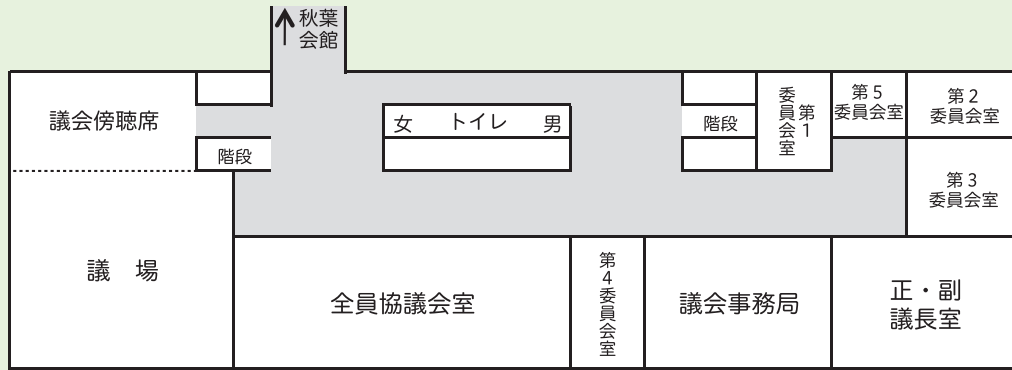 秋葉
会館
議会傍聴席
階段
女 トイレ 男
階段
第1
委員会室
第５
委員会室
第２
委員会室
第３
委員会室
議 場
全員協議会室
第4委員会室
議会事務局
正・副
議長室